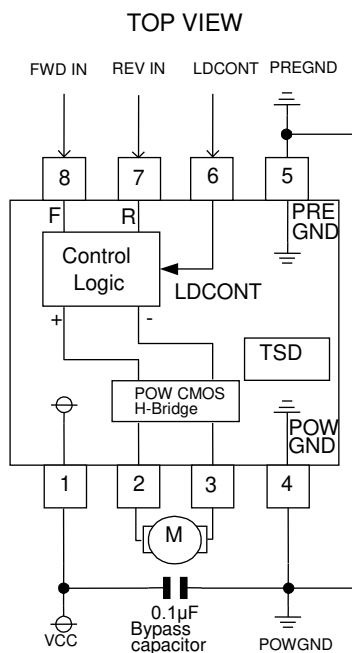 TOP VIEW
FWD IN REV IN LDCONT PREGND
8 7 6 5
F R PRE
GND
Control
Logic
LDCONT
+ -
TSD
POW CMOS
H-Bridge
POW
GND
1 2 3 4
M
0.1µF
Bypass
capacitor
VCC
POWGND